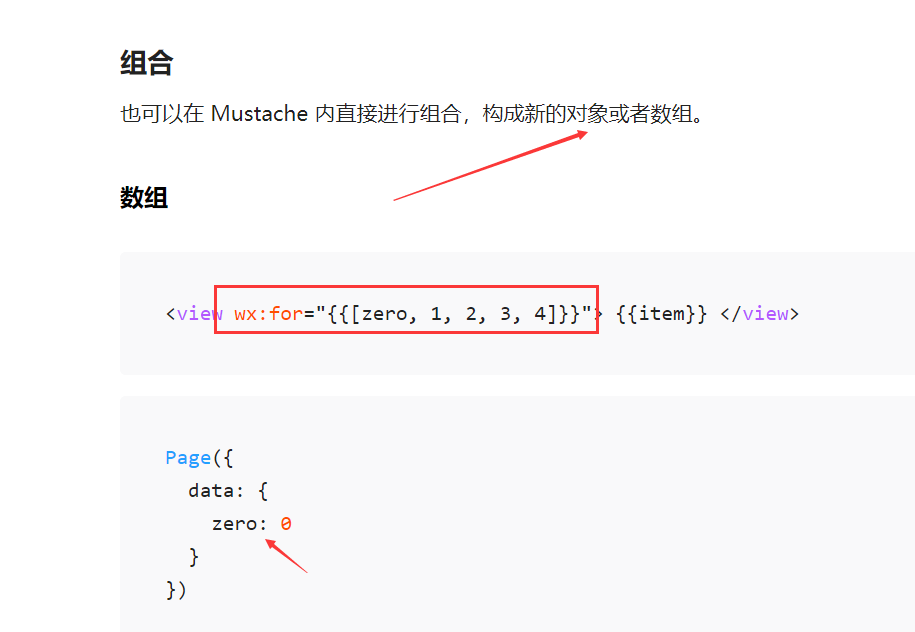 组合
也可以在 Mustache 内直接进行组合，构成新的对象或者数组。
数组
<view wx:for="{{[zero, 1, 2, 3, 4]}}"> {{item}} </view>
Page({
  data: {
    zero: 0
  }
})